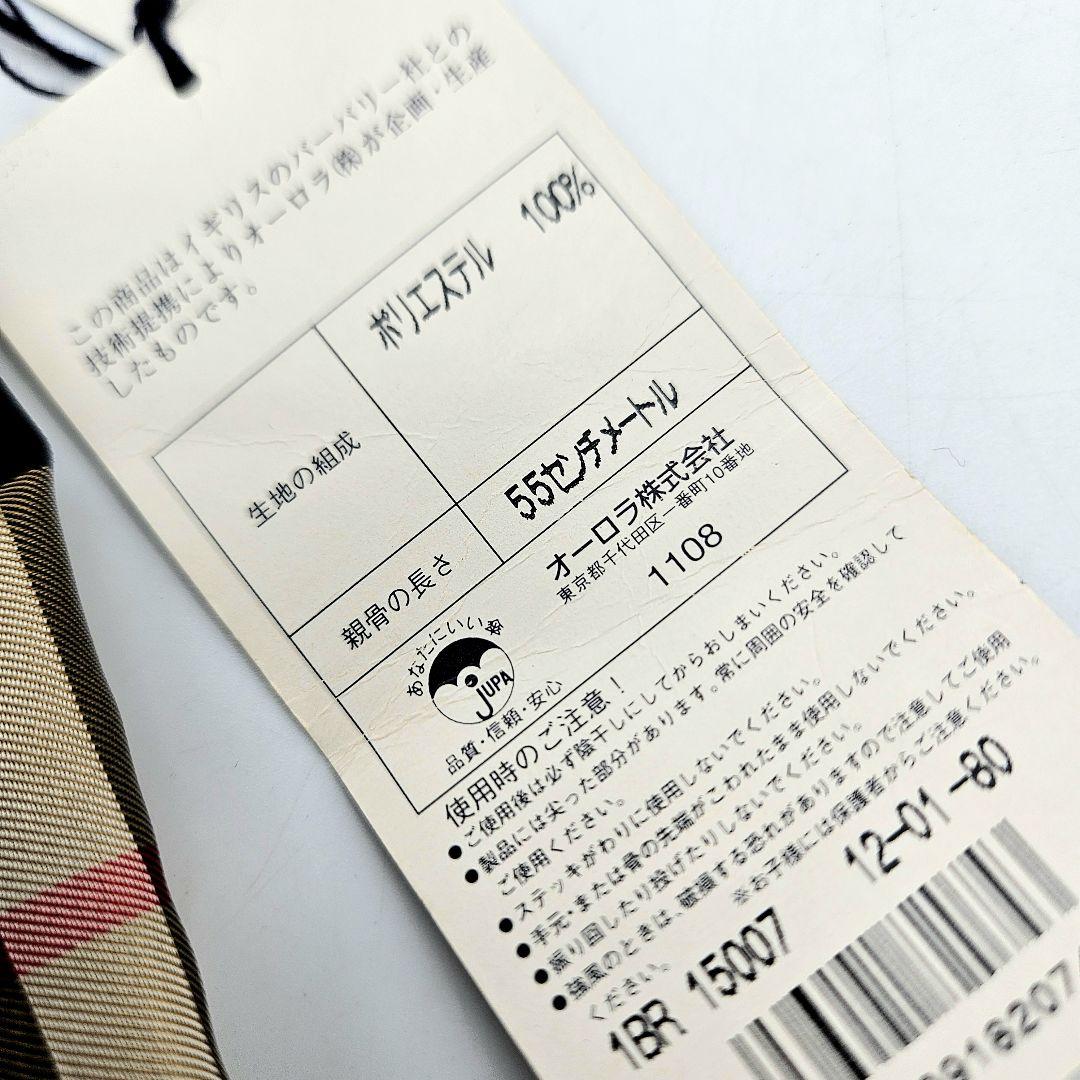 この商品はイギリスのバーバリー社との
技術提携によりオーロラ㈱が企画・生産
したものです。
生地の組成
ポリエステル 100%
親骨の長さ
55センチメートル
オーロラ株式会社
東京都千代田区一番町10番地
1108
あなたにいい傘
JUPA
品質・信頼・安心
使用時のご注意！
●ご使用後は必ず陰干しにしてからおしまいください。
●製品には尖った部分があります。常に周囲の安全を確認して
ご使用ください。
●ステッキがわりに使用しないでください。
●手元・または骨の先端がこわれたまま使用しないでください。
●振り回したり投げたりしないでください。
●強風のときは、破損する恐れがありますので注意してご使用
ください。
※お子様には保護者からご注意ください。
12-01-80
1BR 15007